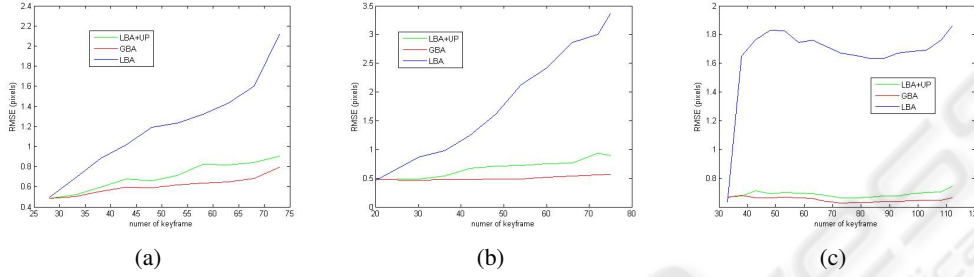 2.4
2.2
2
1.8
1.6
1.4
1.2
1
0.8
0.6
0.4
RMSE (pixels)
LBA+UP
GBA
LBA
25 30 35 40 45 50 55 60 65 70 75
numer of keyframe
(a)
3.5
3
2.5
2
1.5
1
0.5
0
RMSE (pixels)
LBA+UP
GBA
LBA
20 30 40 50 60 70 80
numer of keyframe
(b)
2
1.8
1.6
1.4
1.2
1
0.8
RMSE (pixels)
LBA+UP
GBA
LBA
30 40 50 60 70 80 90 100 110 120
numer of keyframe
(c)